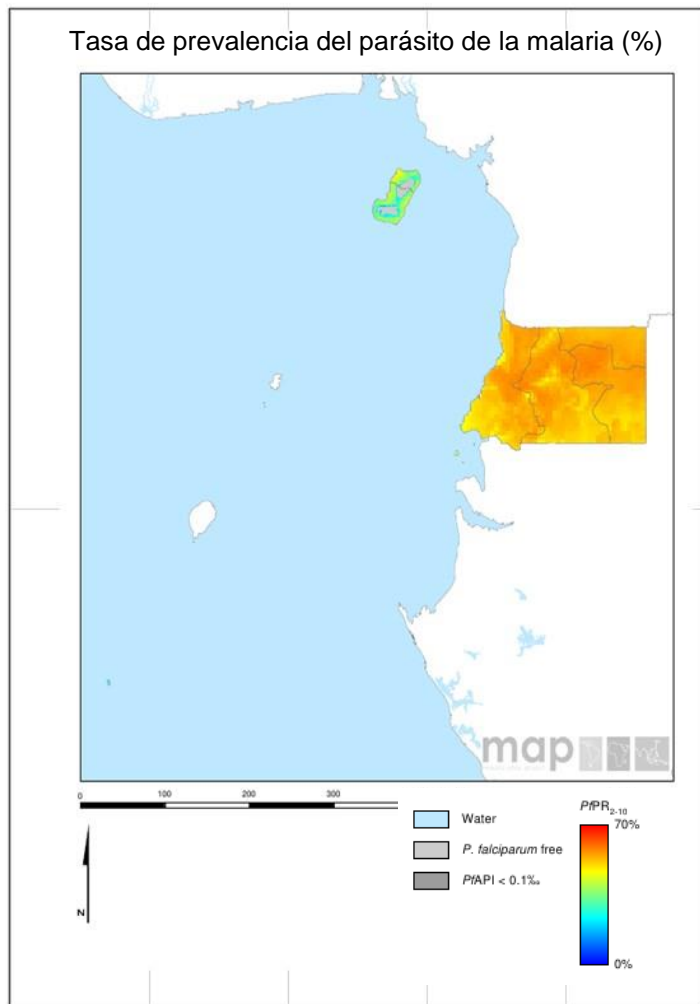 Tasa de prevalencia del parásito de la malaria (%)
map
0 100 200 300
Water
P. falciparum free
PfAPI < 0.1‰
PfPR2-10
70%
0%
N